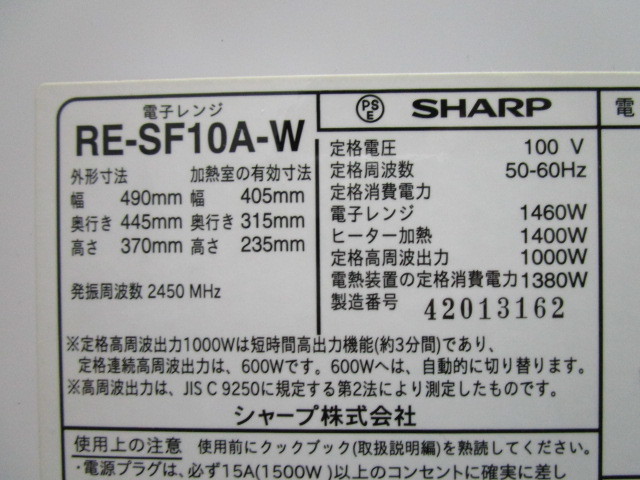 電子レンジ
RE-SF10A-W
外形寸法 加熱室の有効寸法
幅 490mm 幅 405mm
奥行き 445mm 奥行き 315mm
高さ 370mm 高さ 235mm
発振周波数 2450 MHz
PSE SHARP
定格電圧 100 V
定格周波数 50-60Hz
定格消費電力
電子レンジ 1460W
ヒーター加熱 1400W
定格高周波出力 1000W
電熱装置の定格消費電力 1380W
製造番号 42013162
電
※定格高周波出力1000Wは短時間高出力機能(約3分間)であり、
定格連続高周波出力は、600Wです。600Wへは、自動的に切り替ります。
※高周波出力は、JIS C 9250に規定する第2法により測定したものです。
シャープ株式会社
使用上の注意 使用前にクックブック(取扱説明編)を熟読してください。
・電源プラグは、必ず15A(1500W)以上のコンセントに確実に差し